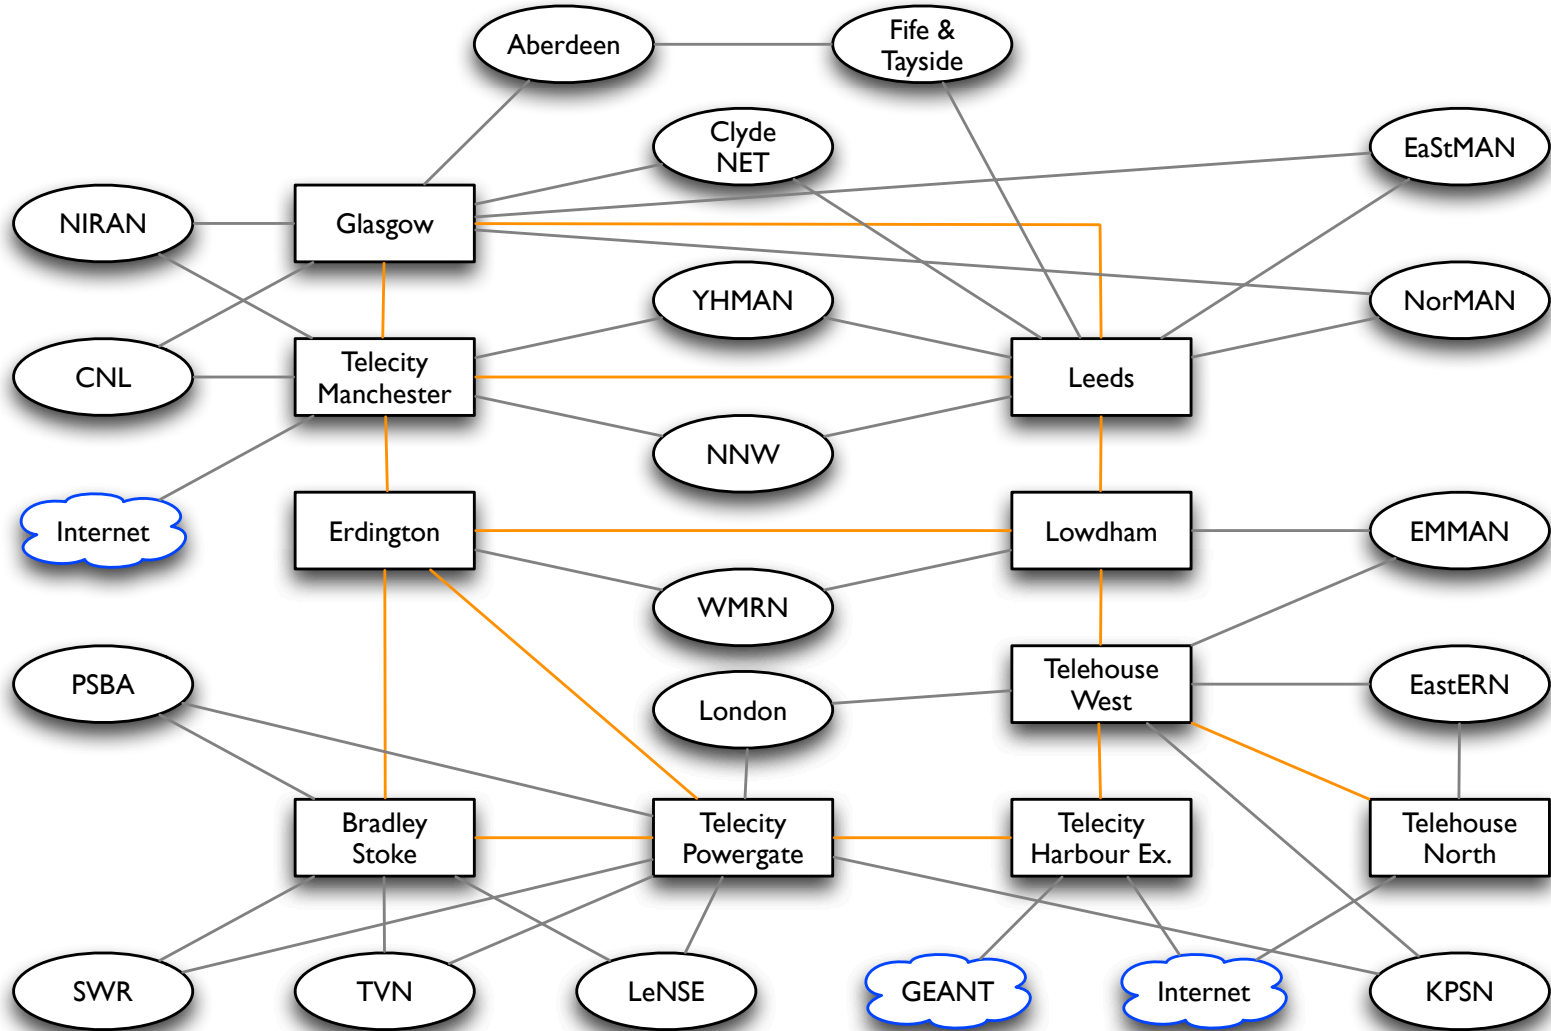 Aberdeen
Fife &
Tayside
Clyde
NET
EaStMAN
NIRAN
Glasgow
YHMAN
NorMAN
CNL
Telecity
Manchester
Leeds
NNW
Internet
Erdington
Lowdham
EMMAN
WMRN
PSBA
London
Telehouse
West
EastERN
Bradley
Stoke
Telecity
Powergate
Telecity
Harbour Ex.
Telehouse
North
SWR
TVN
LeNSE
GEANT
Internet
KPSN